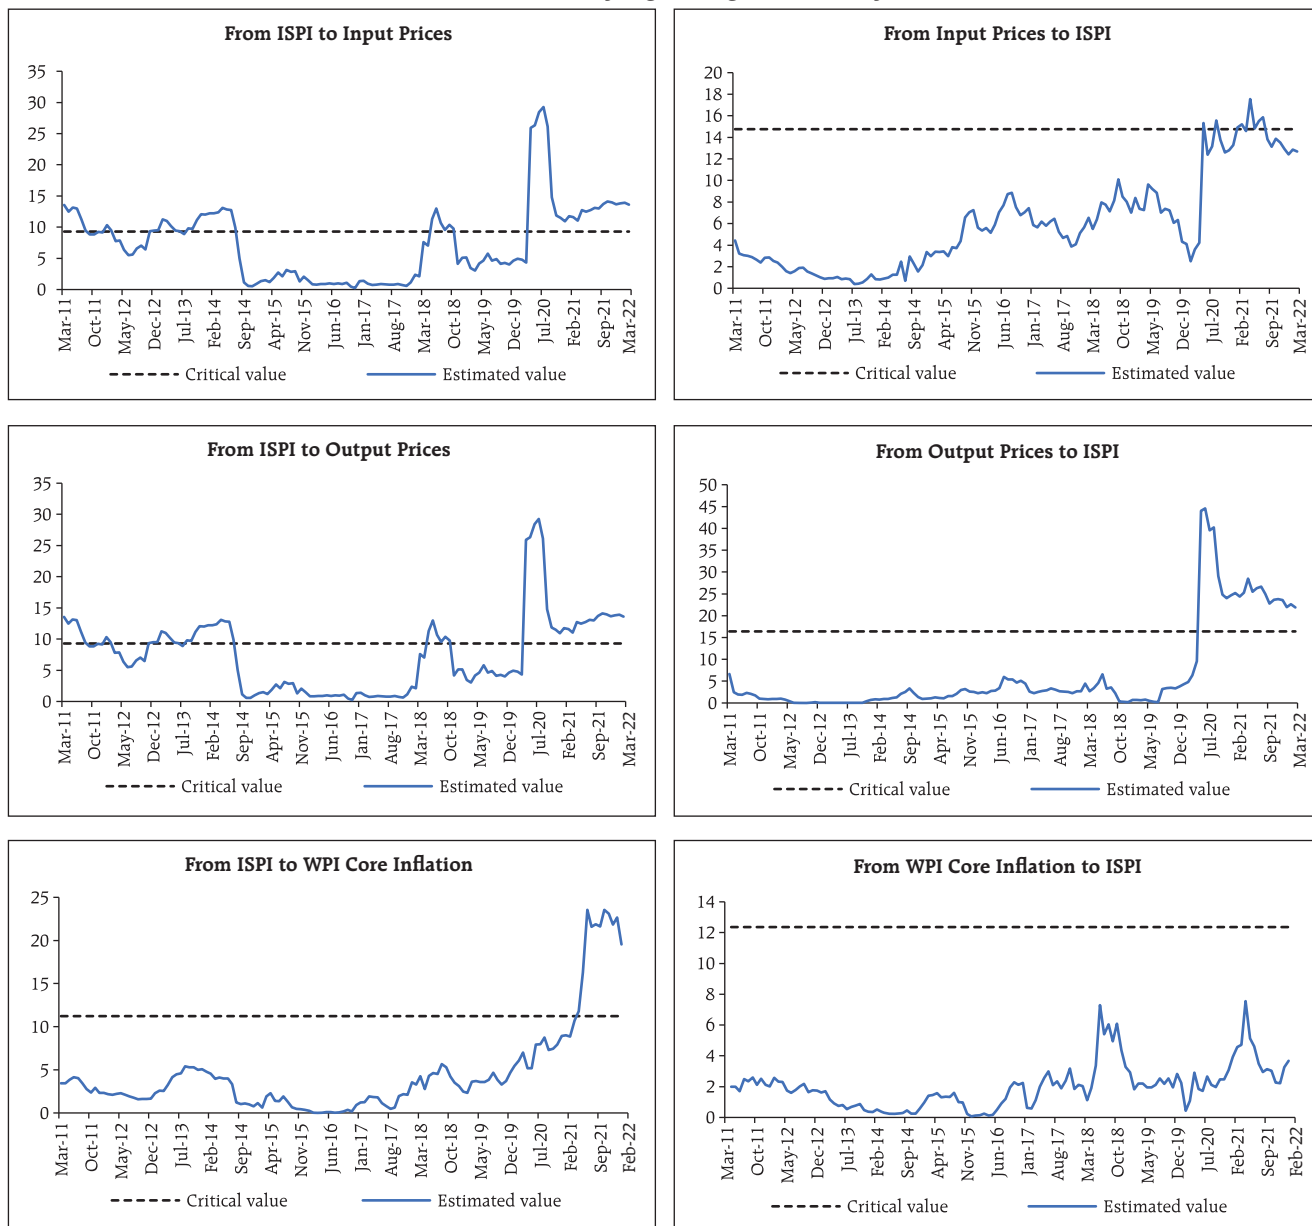 From ISPI to Input Prices
35
30
25
20
15
10
5
0
Mar-11
Oct-11
May-12
Dec-12
Jul-13
Feb-14
Sep-14
Apr-15
Nov-15
Jun-16
Jan-17
Aug-17
Mar-18
Oct-18
May-19
Dec-19
Jul-20
Feb-21
Sep-21
Mar-22
Critical value Estimated value
From Input Prices to ISPI
20
18
16
14
12
10
8
6
4
2
0
Mar-11
Oct-11
May-12
Dec-12
Jul-13
Feb-14
Sep-14
Apr-15
Nov-15
Jun-16
Jan-17
Aug-17
Mar-18
Oct-18
May-19
Dec-19
Jul-20
Feb-21
Sep-21
Mar-22
Critical value Estimated value
From ISPI to Output Prices
35
30
25
20
15
10
5
0
Mar-11
Oct-11
May-12
Dec-12
Jul-13
Feb-14
Sep-14
Apr-15
Nov-15
Jun-16
Jan-17
Aug-17
Mar-18
Oct-18
May-19
Dec-19
Jul-20
Feb-21
Sep-21
Mar-22
Critical value Estimated value
From Output Prices to ISPI
50
45
40
35
30
25
20
15
10
5
0
Mar-11
Oct-11
May-12
Dec-12
Jul-13
Feb-14
Sep-14
Apr-15
Nov-15
Jun-16
Jan-17
Aug-17
Mar-18
Oct-18
May-19
Dec-19
Jul-20
Feb-21
Sep-21
Mar-22
Critical value Estimated value
From ISPI to WPI Core Inflation
25
20
15
10
5
0
Mar-11
Oct-11
May-12
Dec-12
Jul-13
Feb-14
Sep-14
Apr-15
Nov-15
Jun-16
Jan-17
Aug-17
Mar-18
Oct-18
May-19
Dec-19
Jul-20
Feb-21
Sep-21
Feb-22
Critical value Estimated value
From WPI Core Inflation to ISPI
14
12
10
8
6
4
2
0
Mar-11
Oct-11
May-12
Dec-12
Jul-13
Feb-14
Sep-14
Apr-15
Nov-15
Jun-16
Jan-17
Aug-17
Mar-18
Oct-18
May-19
Dec-19
Jul-20
Feb-21
Sep-21
Feb-22
Critical value Estimated value